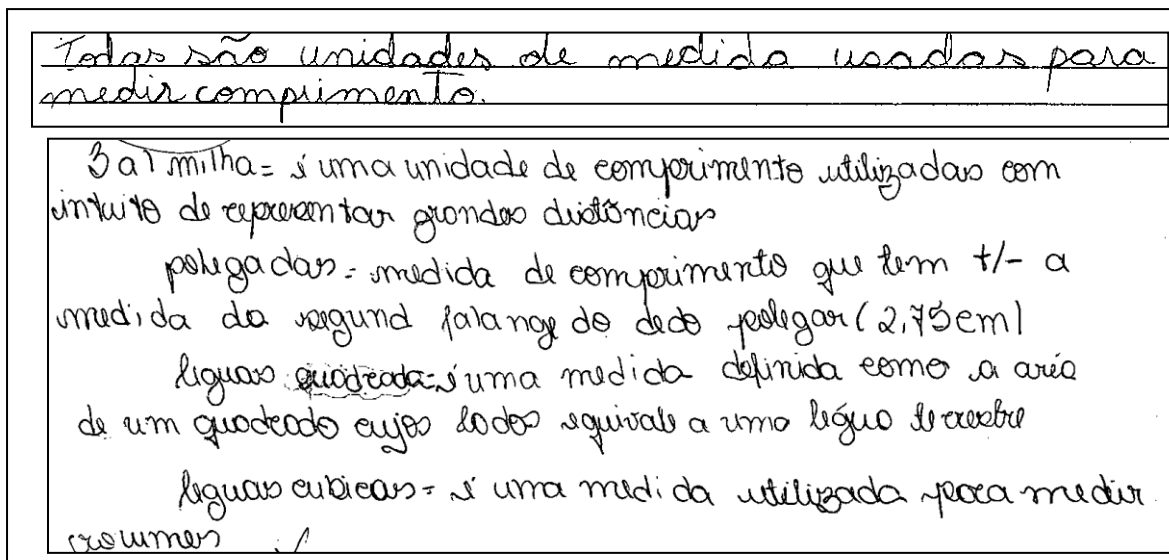 Todas são unidades de medida usadas para
medir comprimento.
3 a) milha = é uma unidade de comprimento utilizadas com
intuito de representar grandes distâncias
polegadas = medida de comprimento que tem +/- a
medida da segund falange do dedo polegar (2,75cm)
léguas quadrada = é uma medida definida como a aréa
de um quadrado cujos lados equivale a uma légua terrestre
léguas cubicas = é uma medida utilizada para medir
volumes